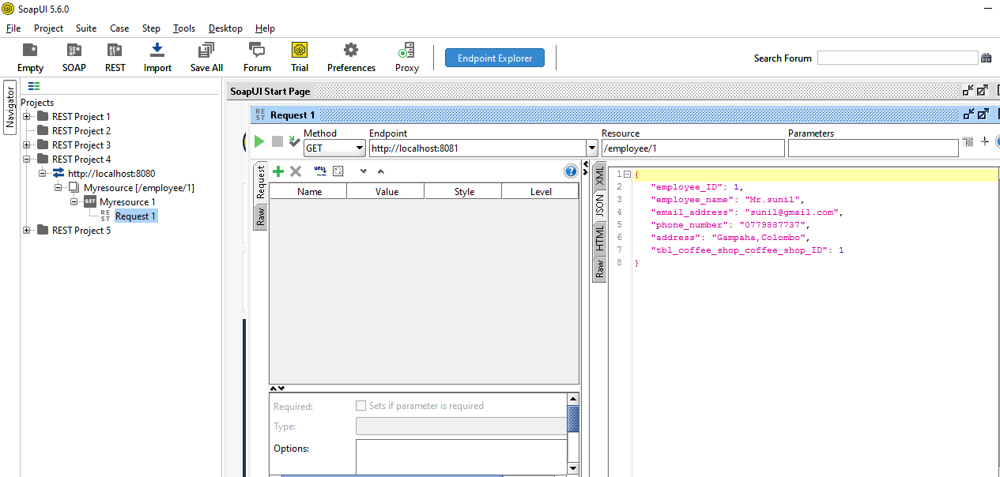 SoapUI 5.6.0
File Project Suite Case Step Tools Desktop Help
Empty SOAP REST Import Save All Forum Trial Preferences Proxy Endpoint Explorer Search Forum
Navigator
Projects
REST Project 1
REST Project 2
REST Project 3
REST Project 4
http://localhost:8080
Myresource [/employee/1]
GET Myresource 1
REST Request 1
REST Project 5
SoapUI Start Page
REST Request 1
Method Endpoint Resource Parameters
GET http://localhost:8081 /employee/1
Request
Raw
URL
Name Value Style Level
Required: Sets if parameter is required
Type:
Options:
XML
JSON
HTML
Raw
1 {
2 "employee_ID": 1,
3 "employee_name": "Mr.sunil",
4 "email_address": "sunil@gmail.com",
5 "phone_number": "0779887737",
6 "address": "Gampaha,Colombo",
7 "tbl_coffee_shop_coffee_shop_ID": 1
8 }